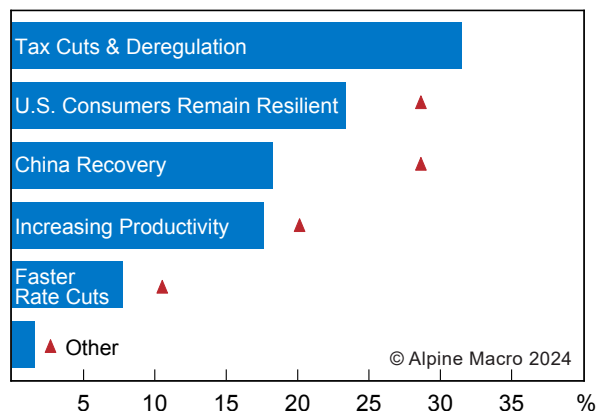 Tax Cuts & Deregulation
U.S. Consumers Remain Resilient
China Recovery
Increasing Productivity
Faster
Rate Cuts
Other
© Alpine Macro 2024
5 10 15 20 25 30 35 %